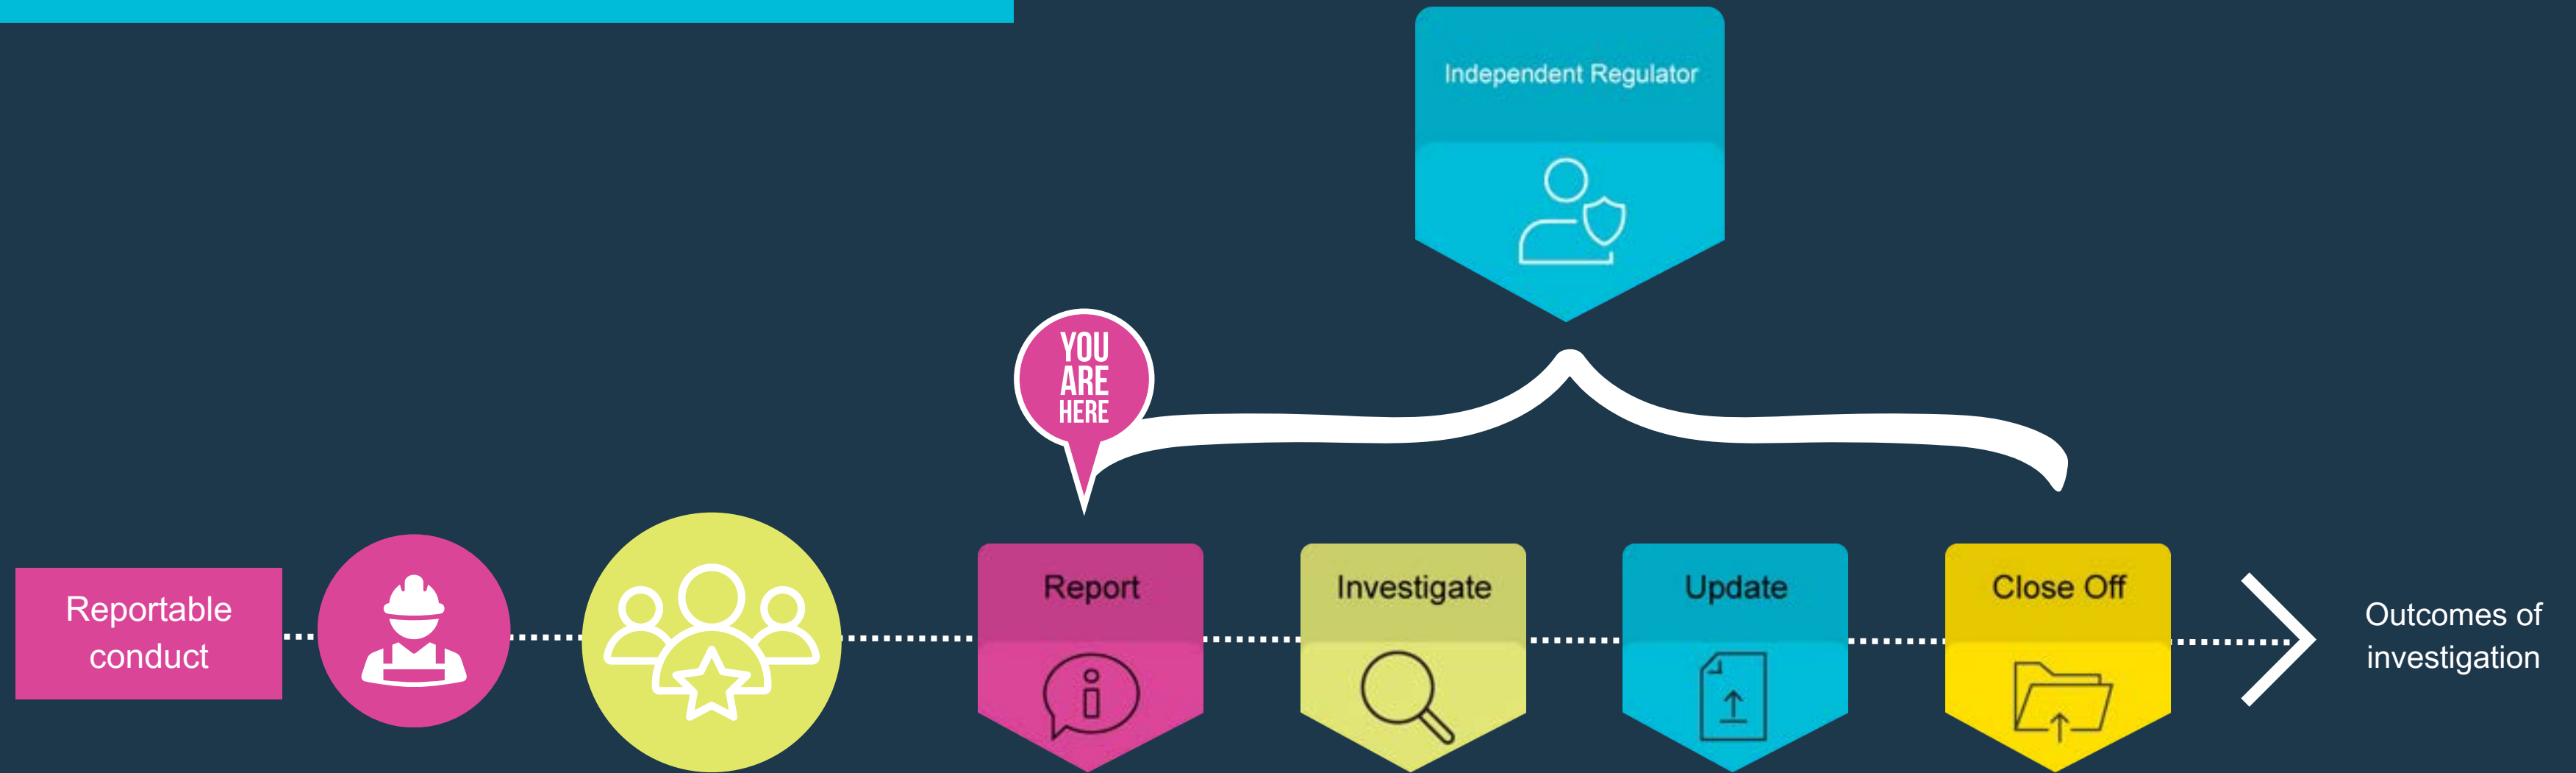 Independent Regulator
YOU
ARE
HERE
Reportable
conduct
Report
Investigate
Update
Close Off
Outcomes of
investigation